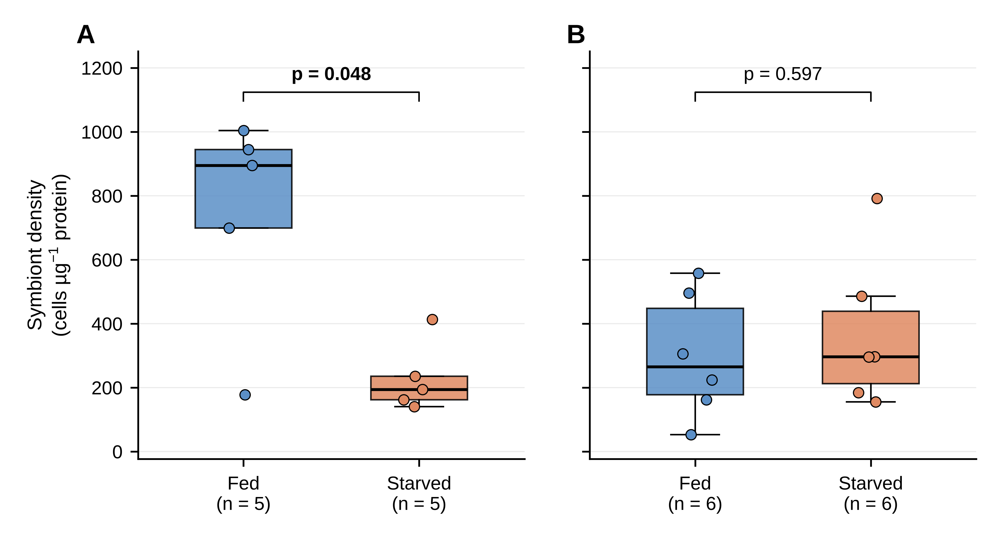 A
B
Symbiont density
(cells µg⁻¹ protein)
1200
1000
800
600
400
200
0
p = 0.048
p = 0.597
Fed
(n = 5)
Starved
(n = 5)
Fed
(n = 6)
Starved
(n = 6)